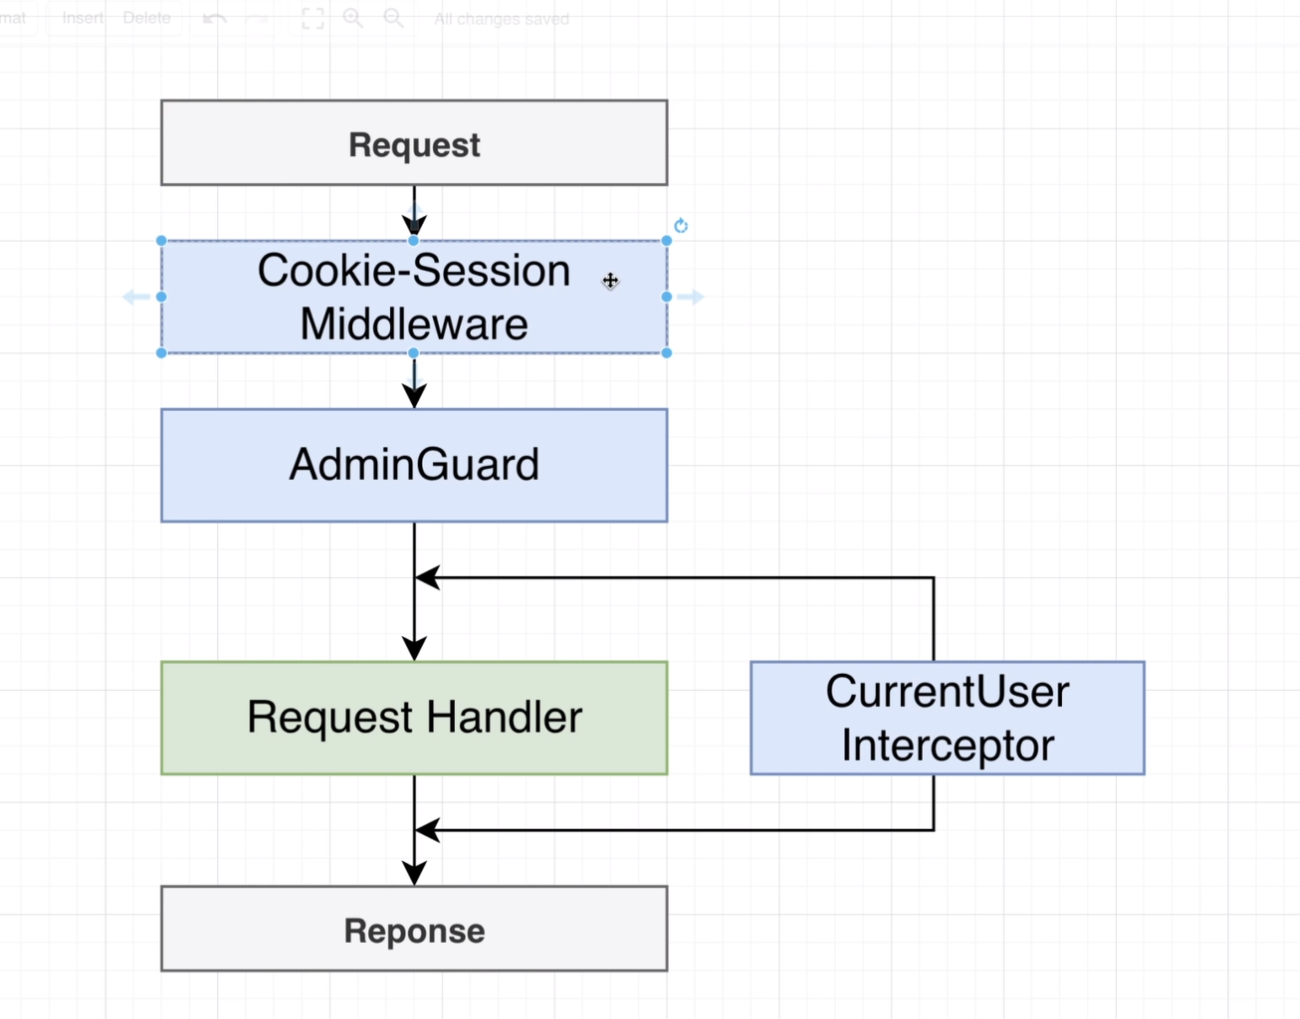 mat Insert Delete All changes saved
Request
Cookie-Session
Middleware
AdminGuard
Request Handler
CurrentUser
Interceptor
Reponse